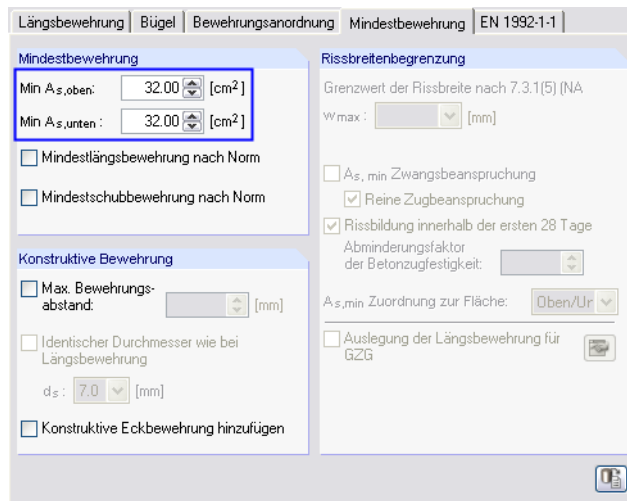 Längsbewehrung Bügel Bewehrungsanordnung Mindestbewehrung EN 1992-1-1
Mindestbewehrung
Min As,oben: 32.00 [cm²]
Min As,unten : 32.00 [cm²]
Mindestlängsbewehrung nach Norm
Mindestschubbewehrung nach Norm
Konstruktive Bewehrung
Max. Bewehrungs-
abstand: [mm]
Identischer Durchmesser wie bei
Längsbewehrung
ds : 7.0 [mm]
Konstruktive Eckbewehrung hinzufügen
Rissbreitenbegrenzung
Grenzwert der Rissbreite nach 7.3.1(5) (NA
wmax : [mm]
As, min Zwangsbeanspruchung
Reine Zugbeanspruchung
Rissbildung innerhalb der ersten 28 Tage
Abminderungsfaktor
der Betonzugfestigkeit:
As,min Zuordnung zur Fläche: Oben/Ur
Auslegung der Längsbewehrung für
GZG